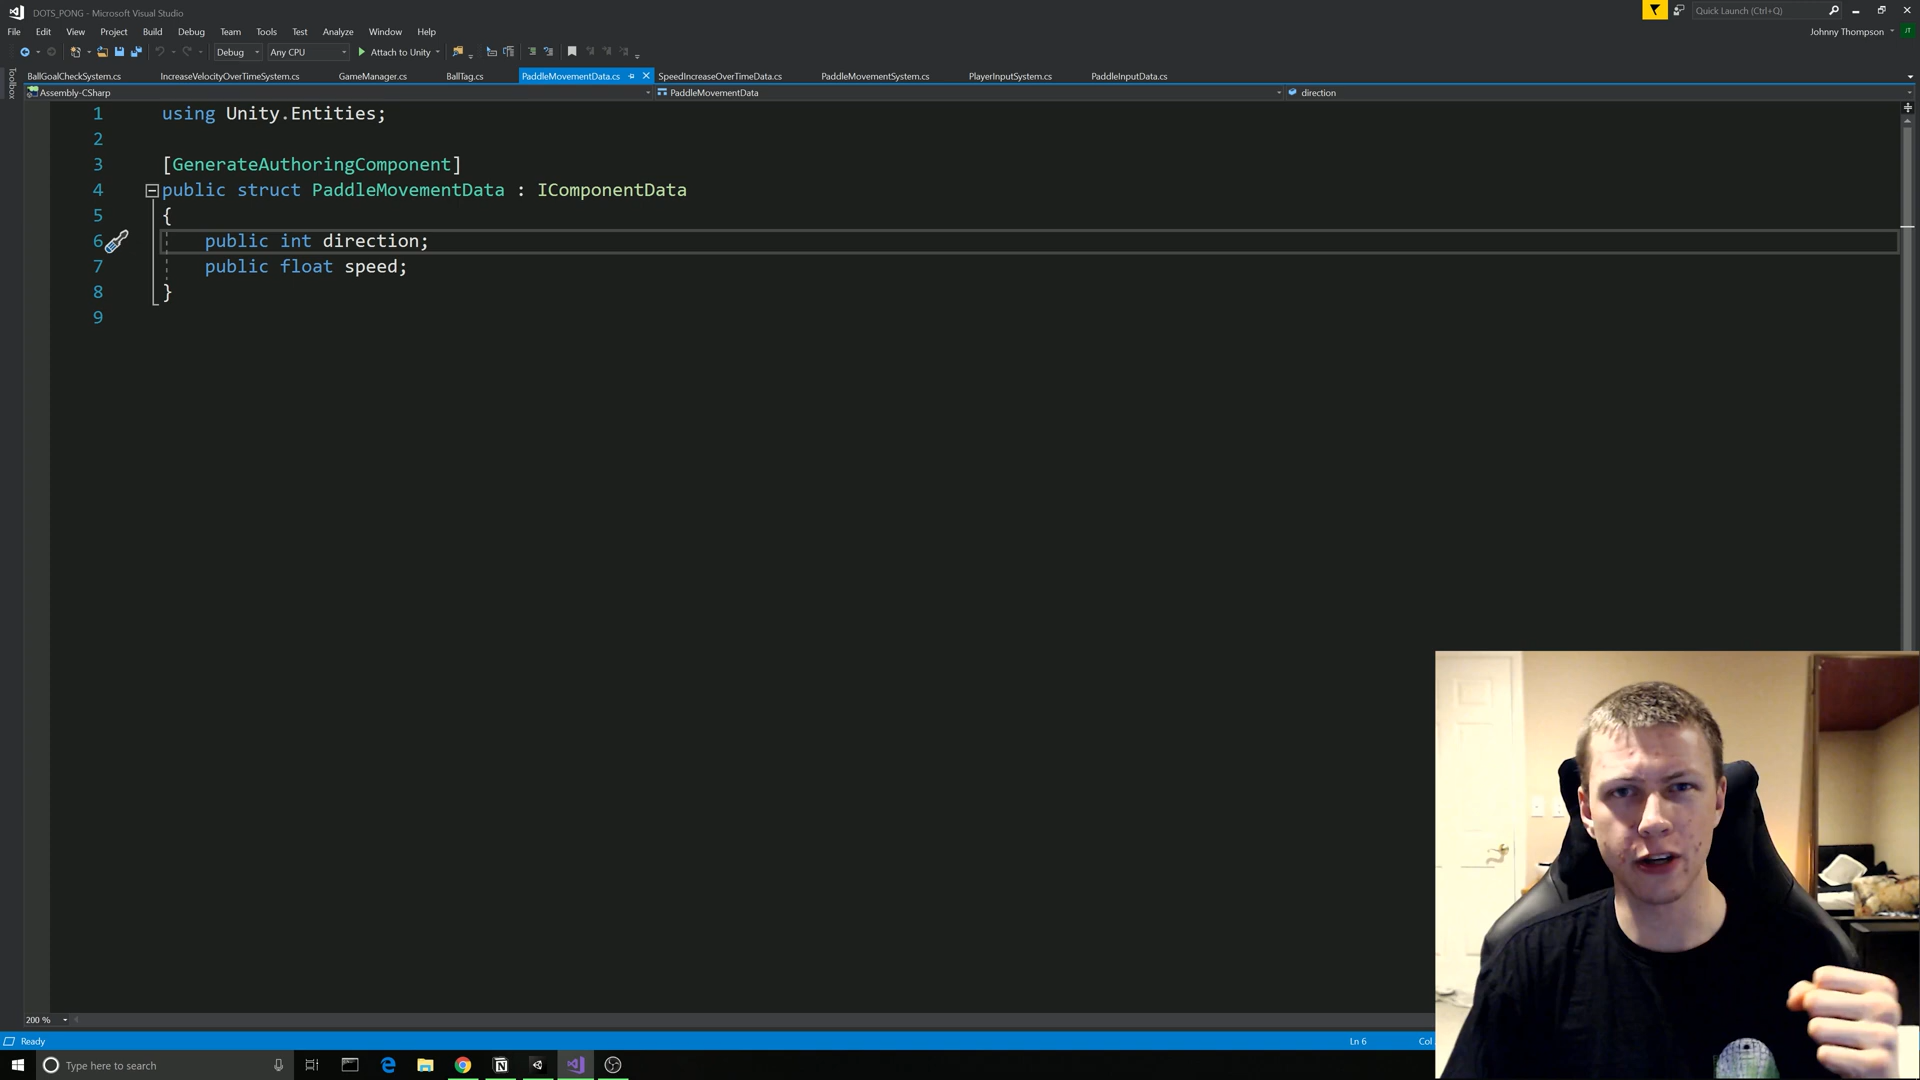 DOTS_PONG - Microsoft Visual Studio
Quick Launch (Ctrl+Q)
File Edit View Project Build Debug Team Tools Test Analyze Window Help
Johnny Thompson JT
Debug Any CPU Attach to Unity
Toolbox
BallGoalCheckSystem.cs IncreaseVelocityOverTimeSystem.cs GameManager.cs BallTag.cs PaddleMovementData.cs SpeedIncreaseOverTimeData.cs PaddleMovementSystem.cs PlayerInputSystem.cs PaddleInputData.cs
Assembly-CSharp PaddleMovementData direction
1 using Unity.Entities;
2
3 [GenerateAuthoringComponent]
4 public struct PaddleMovementData : IComponentData
5 {
6 public int direction;
7 public float speed;
8 }
9
200 %
Ready Ln 6 Col
Type here to search